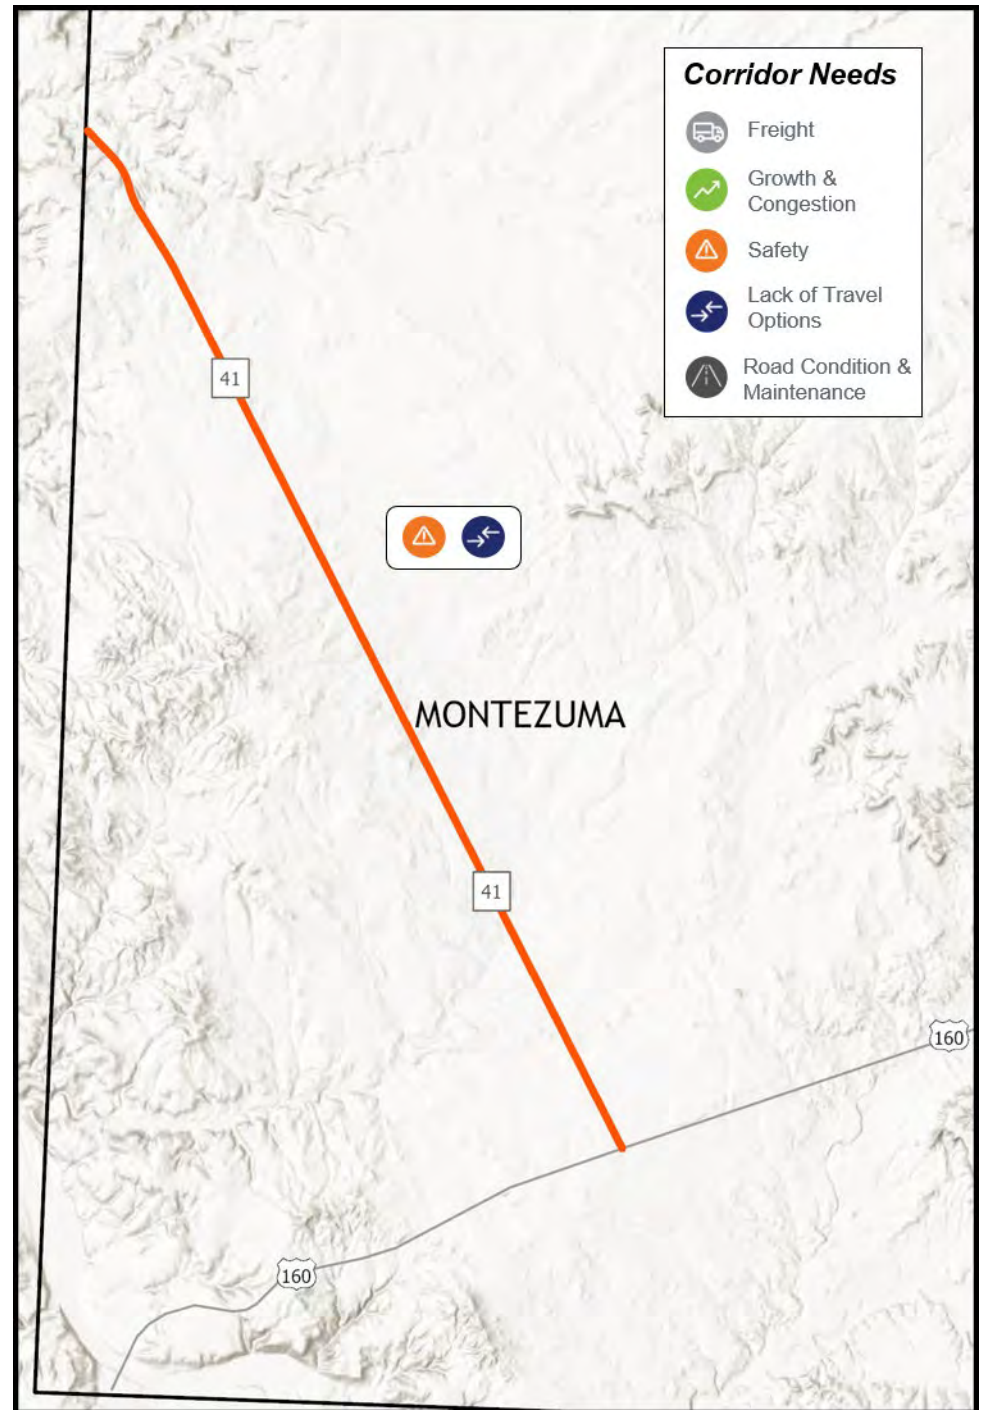 Corridor Needs
Freight
Growth &
Congestion
Safety
Lack of Travel
Options
Road Condition &
Maintenance
41
MONTEZUMA
41
160
160